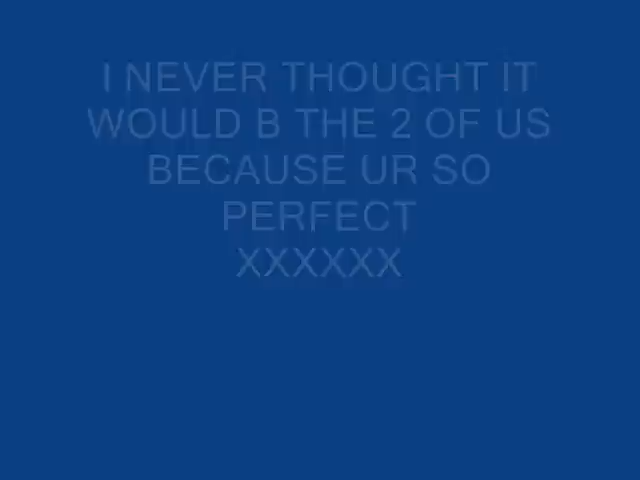 I NEVER THOUGHT IT
WOULD B THE 2 OF US
BECAUSE UR SO
PERFECT
XXXXXX